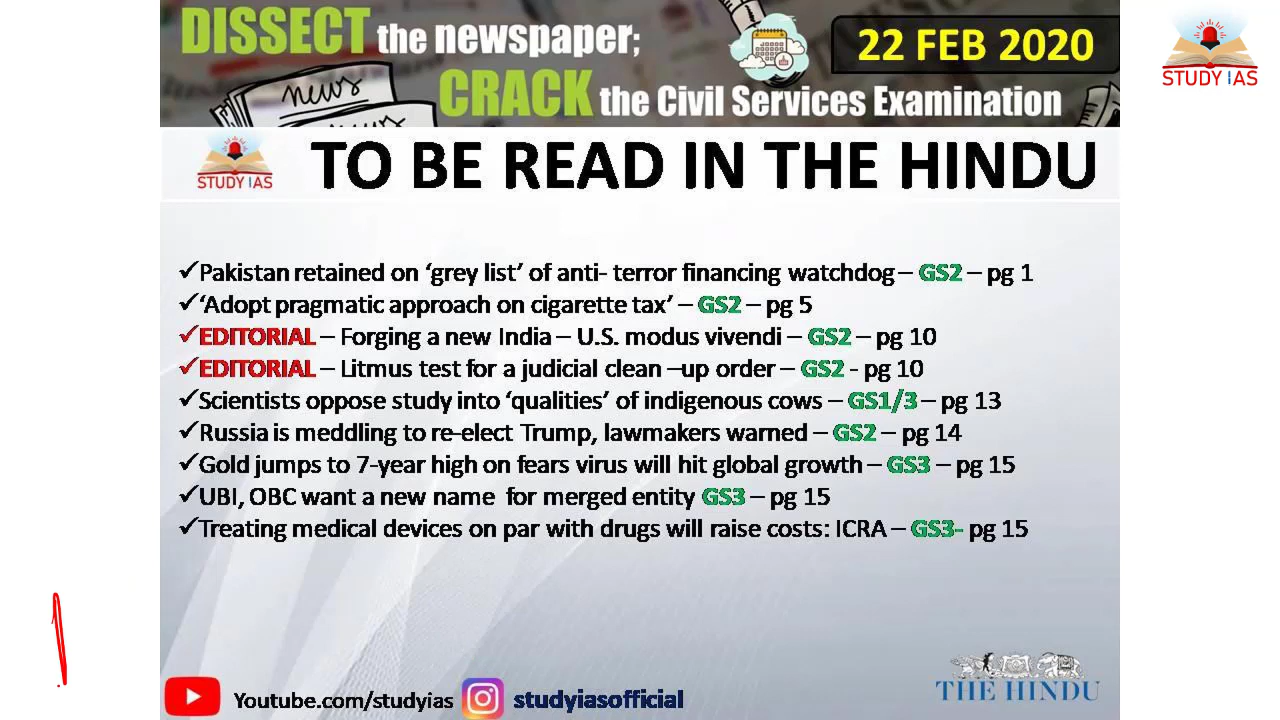 DISSECT the newspaper;
CRACK the Civil Services Examination
news
22 FEB 2020
STUDY IAS
STUDY IAS
TO BE READ IN THE HINDU
✓Pakistan retained on ‘grey list’ of anti- terror financing watchdog – GS2 – pg 1
✓‘Adopt pragmatic approach on cigarette tax’ – GS2 – pg 5
✓EDITORIAL – Forging a new India – U.S. modus vivendi – GS2 – pg 10
✓EDITORIAL – Litmus test for a judicial clean –up order – GS2 - pg 10
✓Scientists oppose study into ‘qualities’ of indigenous cows – GS1/3 – pg 13
✓Russia is meddling to re-elect Trump, lawmakers warned – GS2 – pg 14
✓Gold jumps to 7-year high on fears virus will hit global growth – GS3 – pg 15
✓UBI, OBC want a new name for merged entity GS3 – pg 15
✓Treating medical devices on par with drugs will raise costs: ICRA – GS3- pg 15
Youtube.com/studyias
studyiasofficial
THE HINDU